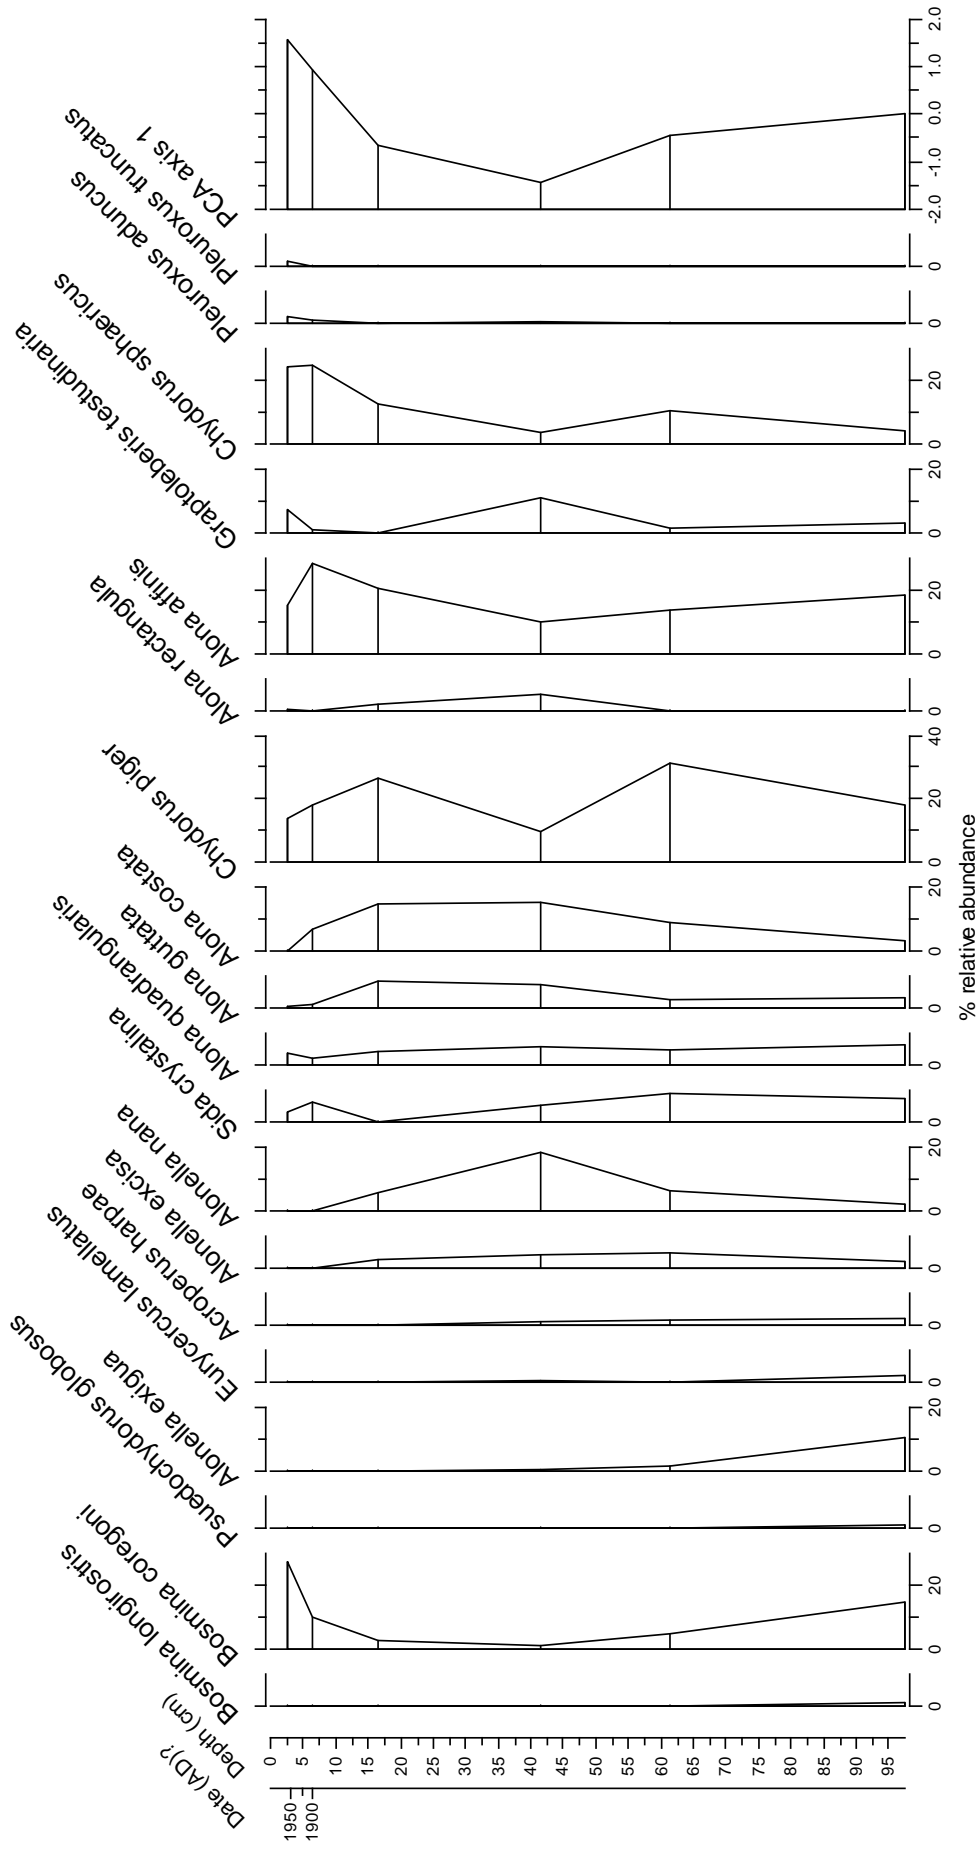 Date (AD)?
Depth (cm)
Bosmina longirostris
Bosmina coregoni
Psuedochydorus globosus
Alonella exigua
Eurycercus lamellatus
Acroperus harpae
Alonella excisa
Alonella nana
Sida crystalina
Alona quadrangularis
Alona guttata
Alona costata
Chydorus piger
Alona rectangula
Alona affinis
Graptoleberis testudinaria
Chydorus sphaericus
Pleuroxus aduncus
Pleuroxus truncatus
PCA axis 1
1950
1900
0
5
10
15
20
25
30
35
40
45
50
55
60
65
70
75
80
85
90
95
0
0 20
0
0 20
0
0
0
0 20
0
0
0
0 20
0 20 40
0
0 20
0 20
0 20
0
0
-2.0 -1.0 0.0 1.0 2.0
% relative abundance